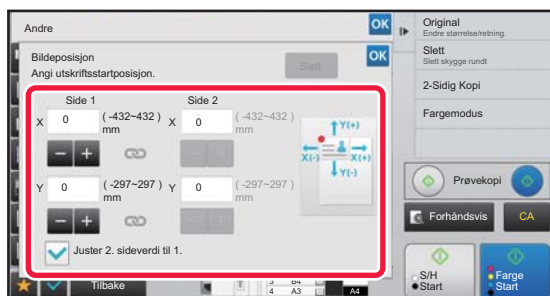 Andre
OK
Bildeposisjon
Angi utskriftsstartposisjon.
Slett
OK
Side 1
Side 2
X 0 ( -432~432 ) mm
X 0 ( -432~432 ) mm
Y 0 ( -297~297 ) mm
Y 0 ( -297~297 ) mm
Y(+)
X(-) X(+)
Y(-)
Juster 2. sideverdi til 1.
Tilbake
4 A3
A4
Original
Endre størrelse/retning.
Slett
Slett skygge rundt
2-Sidig Kopi
Fargemodus
Prøvekopi
Forhåndsvis
CA
S/H
Start
Farge
Start